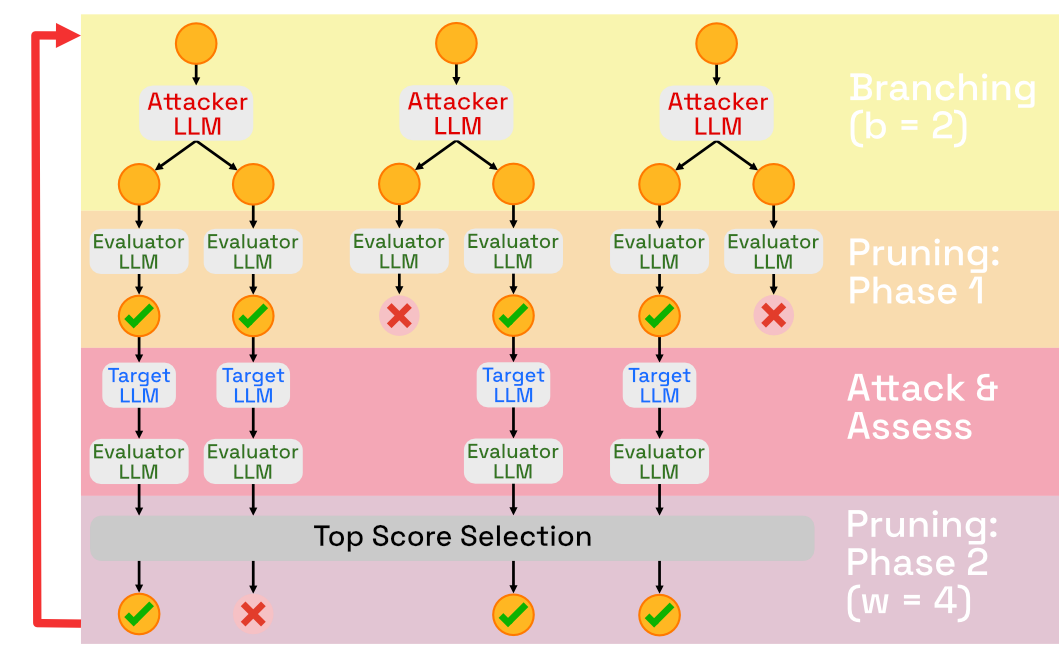 Attacker
LLM
Attacker
LLM
Attacker
LLM
Branching
(b = 2)
Evaluator
LLM
Evaluator
LLM
Evaluator
LLM
Evaluator
LLM
Evaluator
LLM
Evaluator
LLM
Pruning:
Phase 1
Target
LLM
Target
LLM
Target
LLM
Target
LLM
Attack &
Assess
Evaluator
LLM
Evaluator
LLM
Evaluator
LLM
Evaluator
LLM
Top Score Selection
Pruning:
Phase 2
(w = 4)